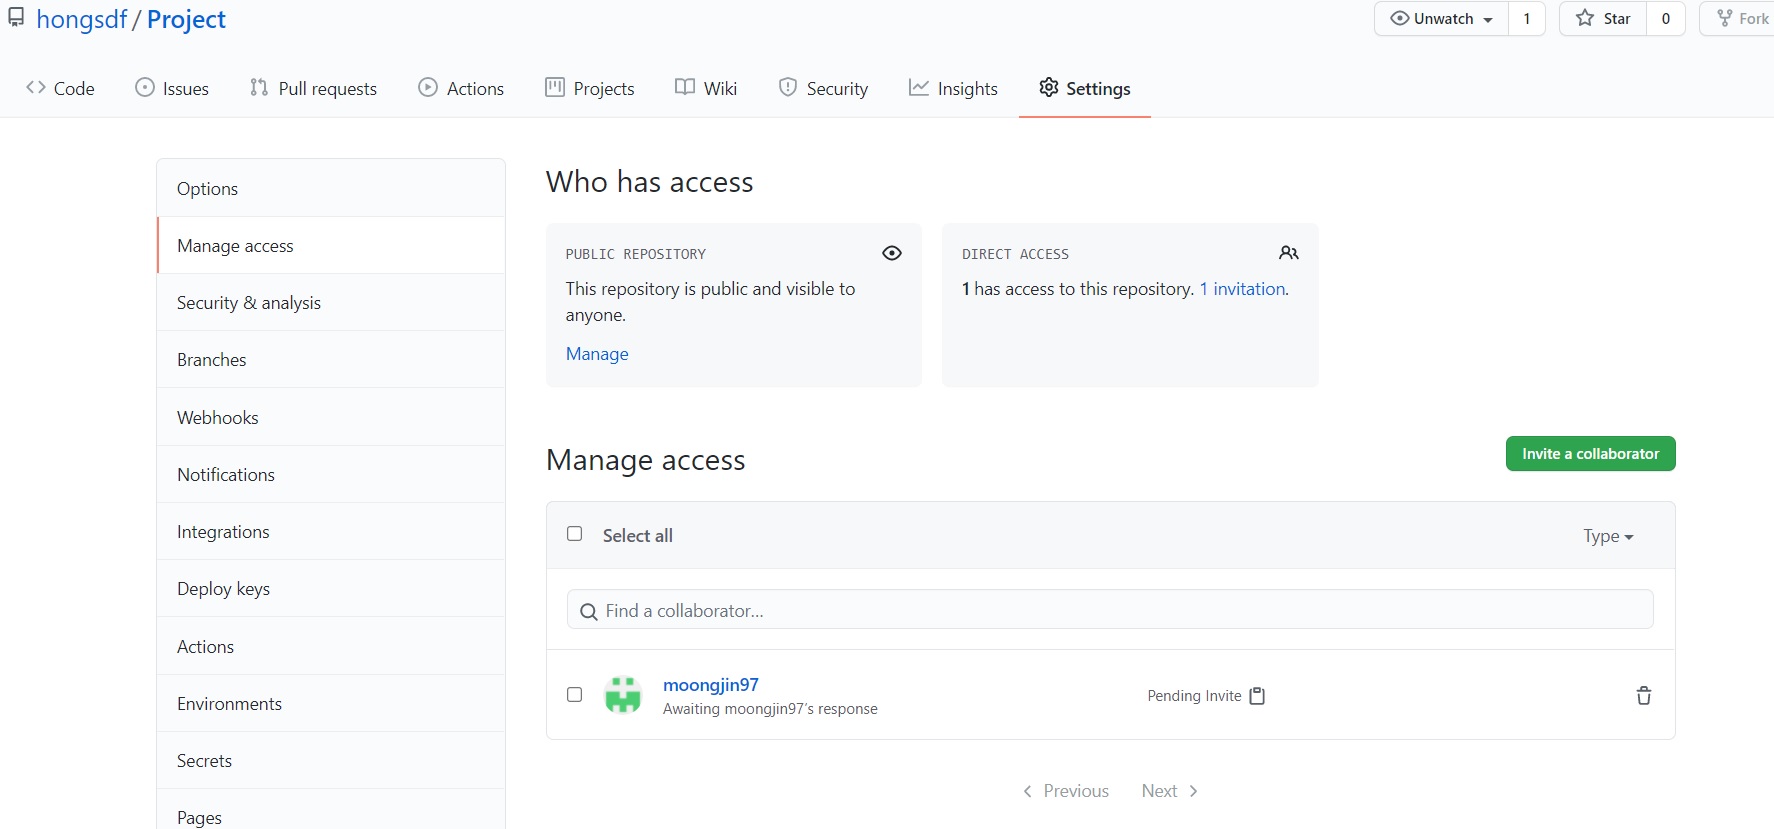 hongsdf / Project
Unwatch 1 Star 0 Fork
Code Issues Pull requests Actions Projects Wiki Security Insights Settings
Options
Manage access
Security & analysis
Branches
Webhooks
Notifications
Integrations
Deploy keys
Actions
Environments
Secrets
Pages
Who has access
PUBLIC REPOSITORY
This repository is public and visible to
anyone.
Manage
DIRECT ACCESS
1 has access to this repository. 1 invitation.
Manage access
Invite a collaborator
Select all Type
Find a collaborator...
moongjin97
Awaiting moongjin97's response
Pending Invite
Previous Next